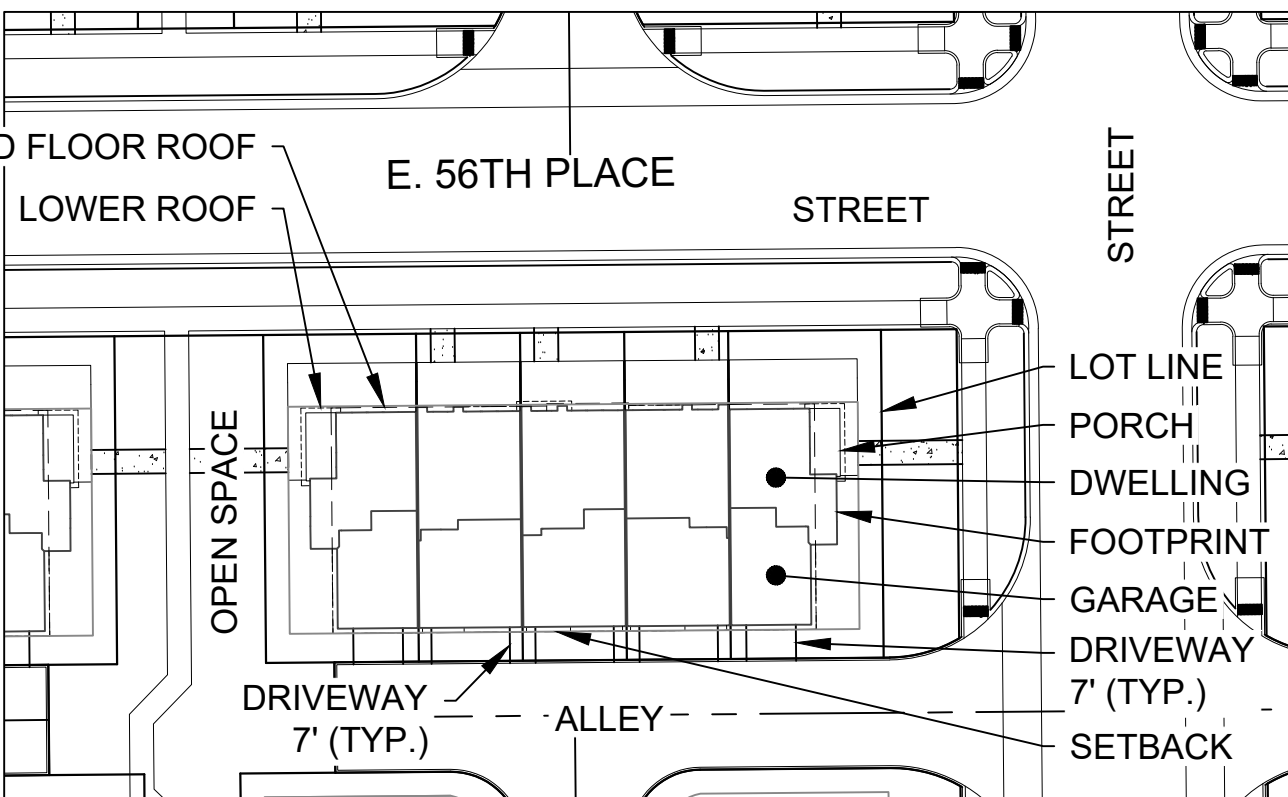 FLOOR ROOF
LOWER ROOF
E. 56TH PLACE
STREET
STREET
OPEN SPACE
LOT LINE
PORCH
DWELLING
FOOTPRINT
GARAGE
DRIVEWAY
7' (TYP.)
DRIVEWAY
7' (TYP.)
ALLEY
SETBACK